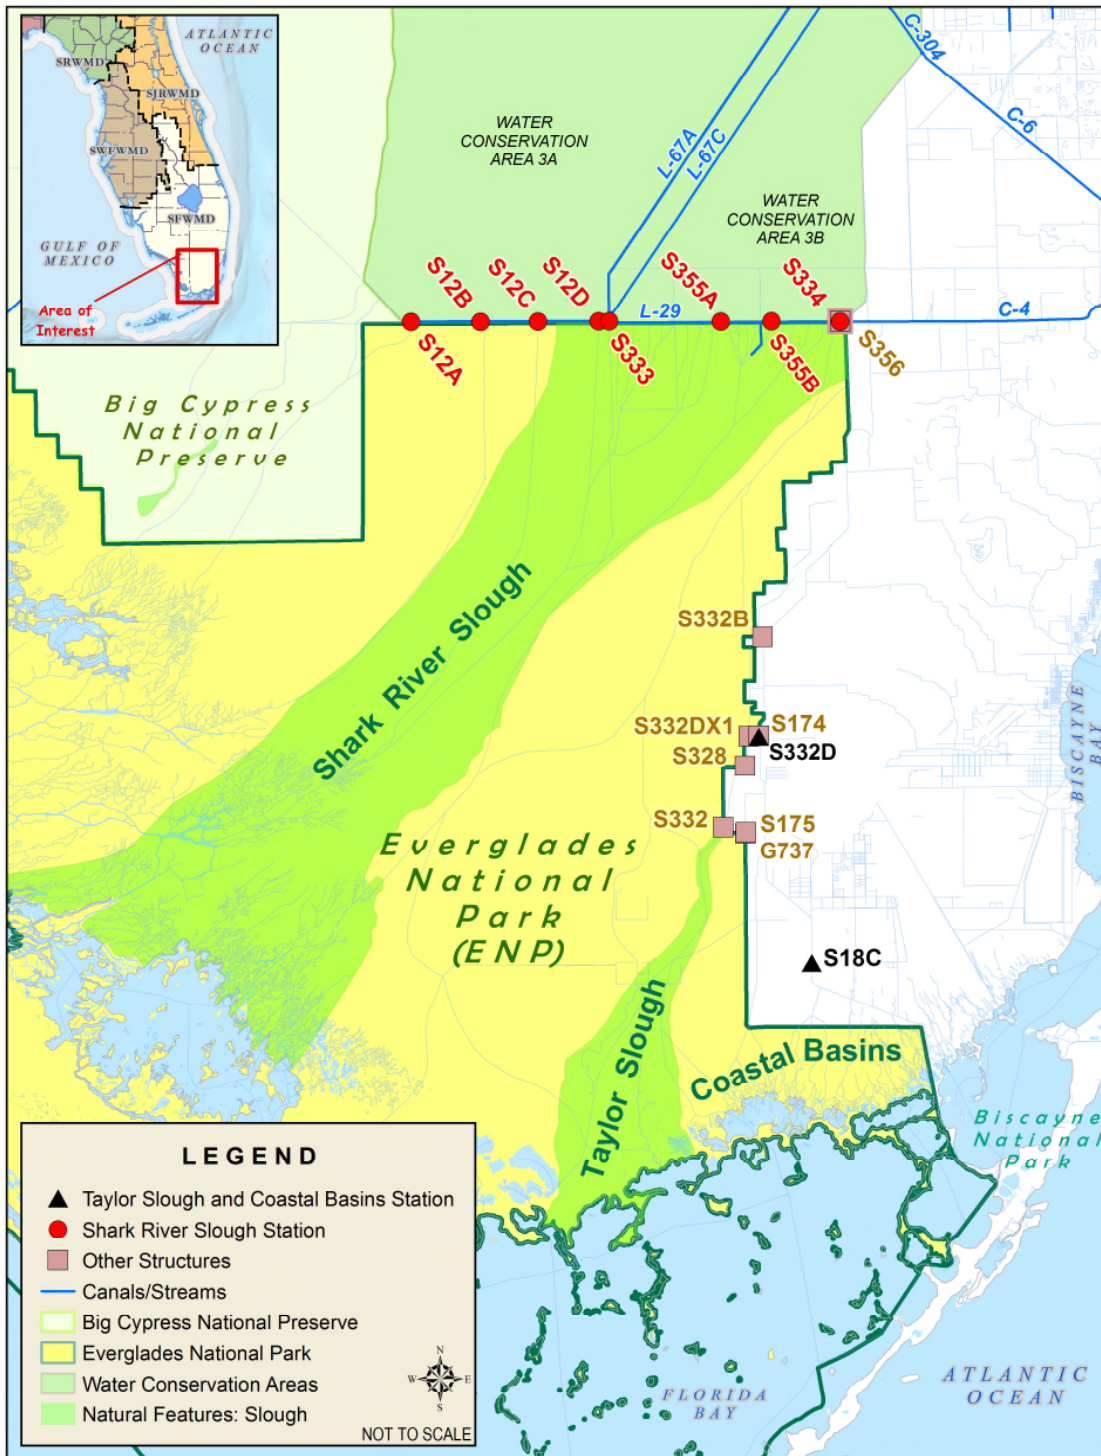 ATLANTIC
OCEAN
SRWMD
SJRWMD
SWFWMD
SFWMD
GULF OF
MEXICO
Area of
Interest
C-304
C-6
WATER
CONSERVATION
AREA 3A
L-67A
L-67C
WATER
CONSERVATION
AREA 3B
S12B
S12C
S12D
S355A
S334
L-29
C-4
S12A
S333
S355B
S356
Big Cypress
National
Preserve
Shark River Slough
S332B
S332DX1
S174
S332D
S328
S332
S175
G737
BISCAYNE
BAY
Everglades
National
Park
(ENP)
S18C
Taylor Slough
Coastal Basins
Biscayne
National
Park
LEGEND
Taylor Slough and Coastal Basins Station
Shark River Slough Station
Other Structures
Canals/Streams
Big Cypress National Preserve
Everglades National Park
Water Conservation Areas
Natural Features: Slough
N
W
E
S
NOT TO SCALE
FLORIDA
BAY
ATLANTIC
OCEAN